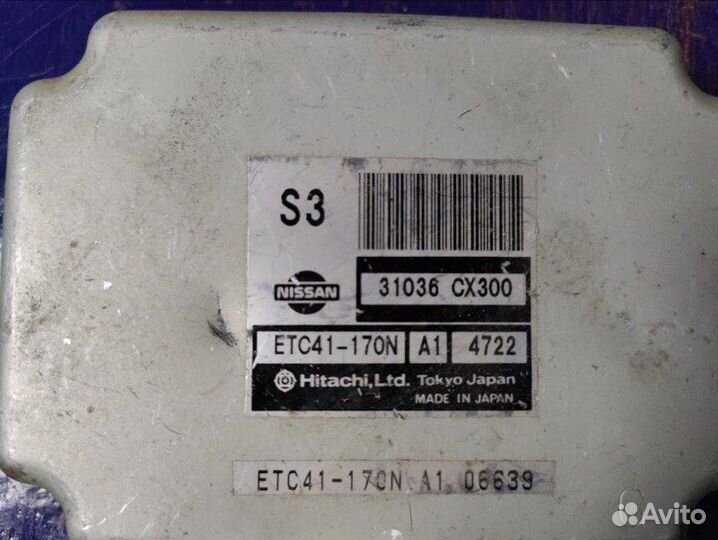 S3
NISSAN
31036 CX300
ETC41-170N A1 4722
Hitachi,Ltd. Tokyo Japan
MADE IN JAPAN
ETC41-170N A1 06639
Avito